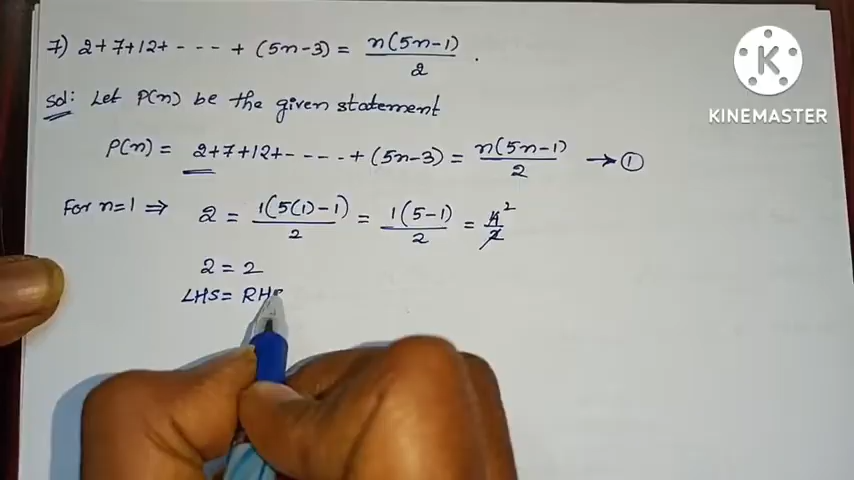 7) 2+7+12+ - - - + (5n-3) = n(5n-1)/2 .
K
KINEMASTER
Sol: Let P(n) be the given statement
P(n) = 2+7+12+- - - - + (5n-3) = n(5n-1)/2 → ①
For n=1 ⇒ 2 = 1(5(1)-1)/2 = 1(5-1)/2 = 4/2 2
2 = 2
LHS = RHS